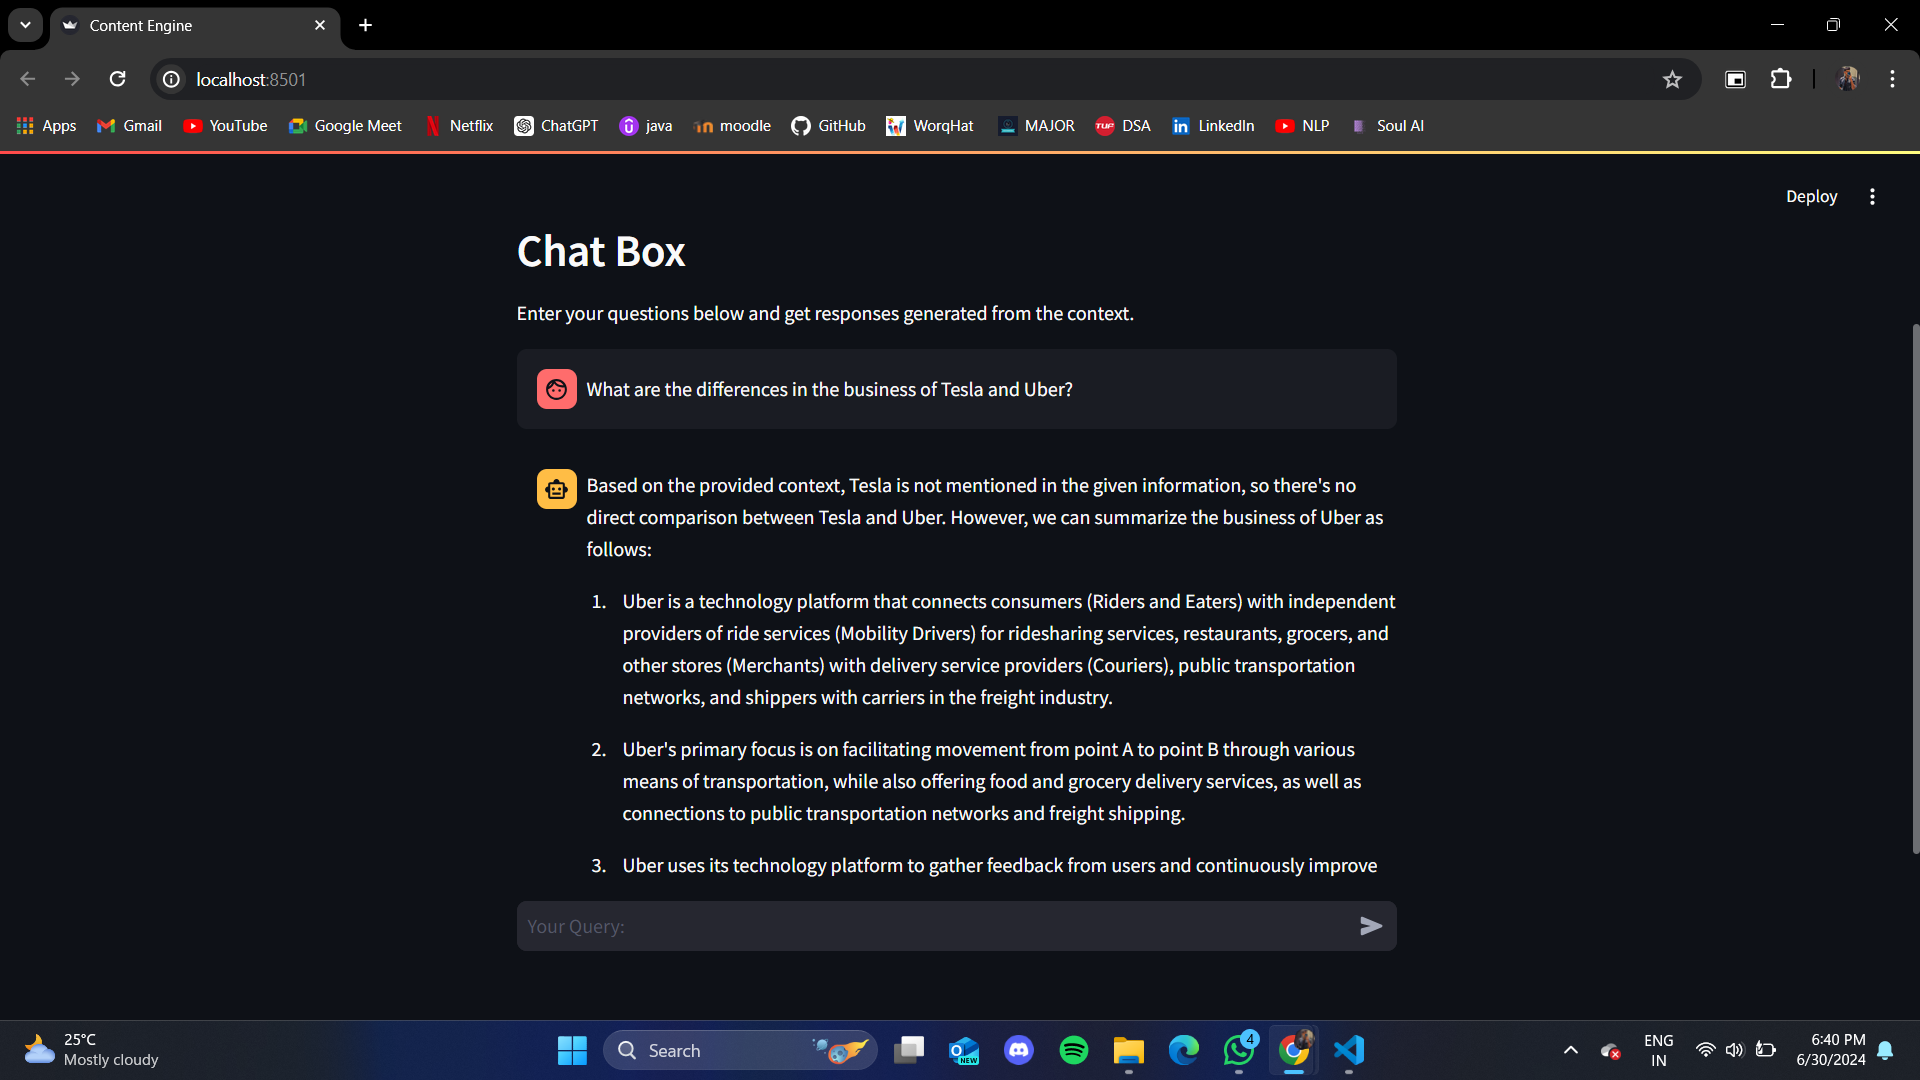 Content Engine
localhost:8501
Apps Gmail YouTube Google Meet Netflix ChatGPT java moodle GitHub WorqHat MAJOR TUF DSA LinkedIn NLP Soul AI
Deploy
Chat Box
Enter your questions below and get responses generated from the context.
What are the differences in the business of Tesla and Uber?
Based on the provided context, Tesla is not mentioned in the given information, so there's no
direct comparison between Tesla and Uber. However, we can summarize the business of Uber as
follows:
1. Uber is a technology platform that connects consumers (Riders and Eaters) with independent
providers of ride services (Mobility Drivers) for ridesharing services, restaurants, grocers, and
other stores (Merchants) with delivery service providers (Couriers), public transportation
networks, and shippers with carriers in the freight industry.
2. Uber's primary focus is on facilitating movement from point A to point B through various
means of transportation, while also offering food and grocery delivery services, as well as
connections to public transportation networks and freight shipping.
3. Uber uses its technology platform to gather feedback from users and continuously improve
Your Query:
25°C
Mostly cloudy
Search
NEW
4
ENG
IN
6:40 PM
6/30/2024